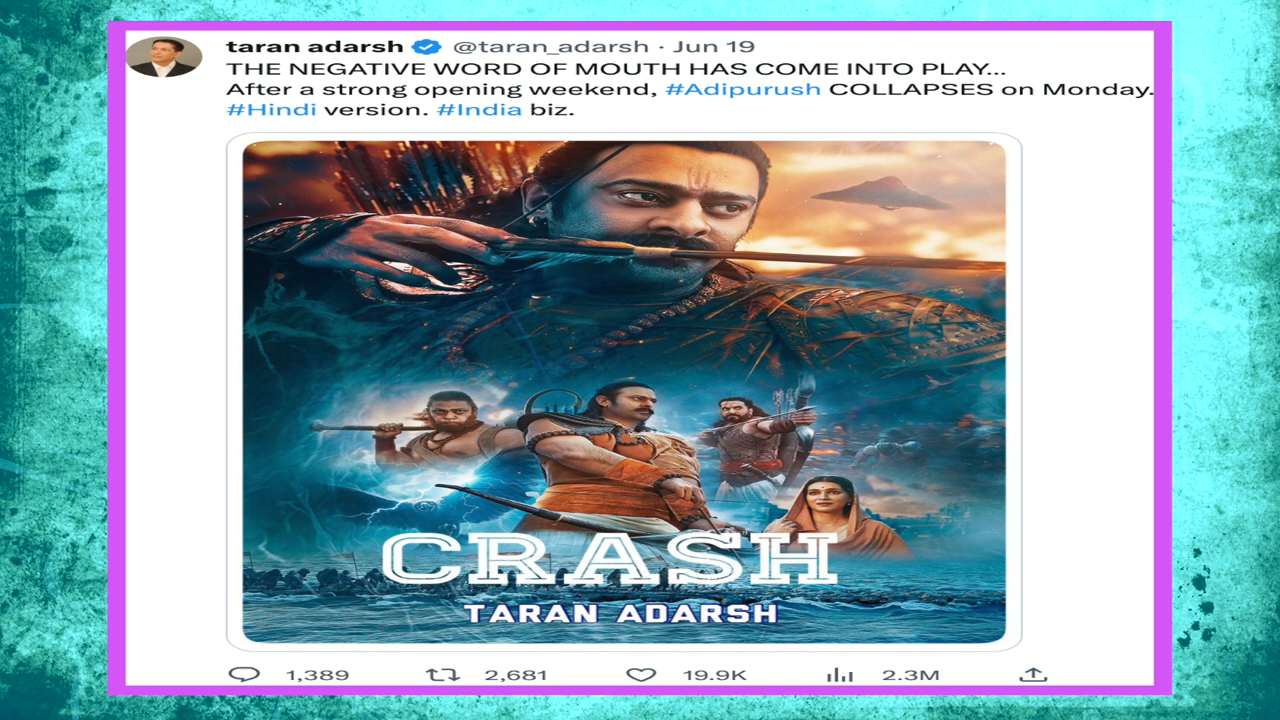 taran adarsh @taran_adarsh · Jun 19
THE NEGATIVE WORD OF MOUTH HAS COME INTO PLAY...
After a strong opening weekend, #Adipurush COLLAPSES on Monday.
#Hindi version. #India biz.
CRASH
TARAN ADARSH
1,389 2,681 19.9K 2.3M